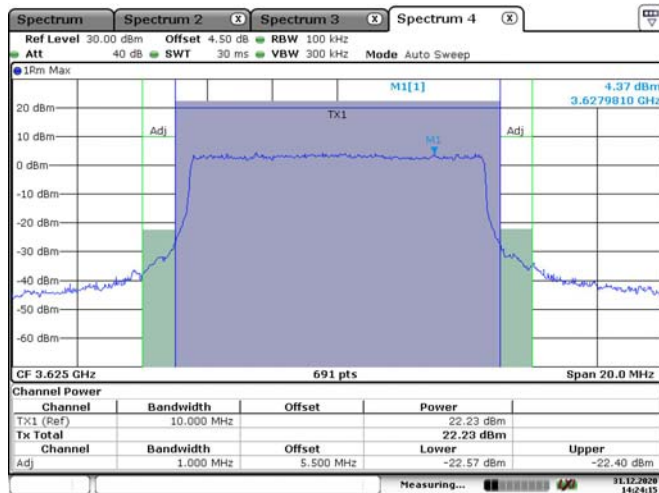 Spectrum Spectrum 2 X Spectrum 3 X Spectrum 4 X
Ref Level 30.00 dBm Offset 4.50 dB RBW 100 kHz
Att 40 dB SWT 30 ms VBW 300 kHz Mode Auto Sweep
1Rm Max
M1[1] 4.37 dBm
3.6279810 GHz
20 dBm
TX1
Adj Adj
10 dBm
M1
0 dBm
-10 dBm
-20 dBm
-30 dBm
-40 dBm
-50 dBm
-60 dBm
CF 3.625 GHz 691 pts Span 20.0 MHz
Channel Power
Channel Bandwidth Offset Power
TX1 (Ref) 10.000 MHz 22.23 dBm
Tx Total 22.23 dBm
Channel Bandwidth Offset Lower Upper
Adj 1.000 MHz 5.500 MHz -22.57 dBm -22.40 dBm
Measuring... 31.12.2020
14:24:15